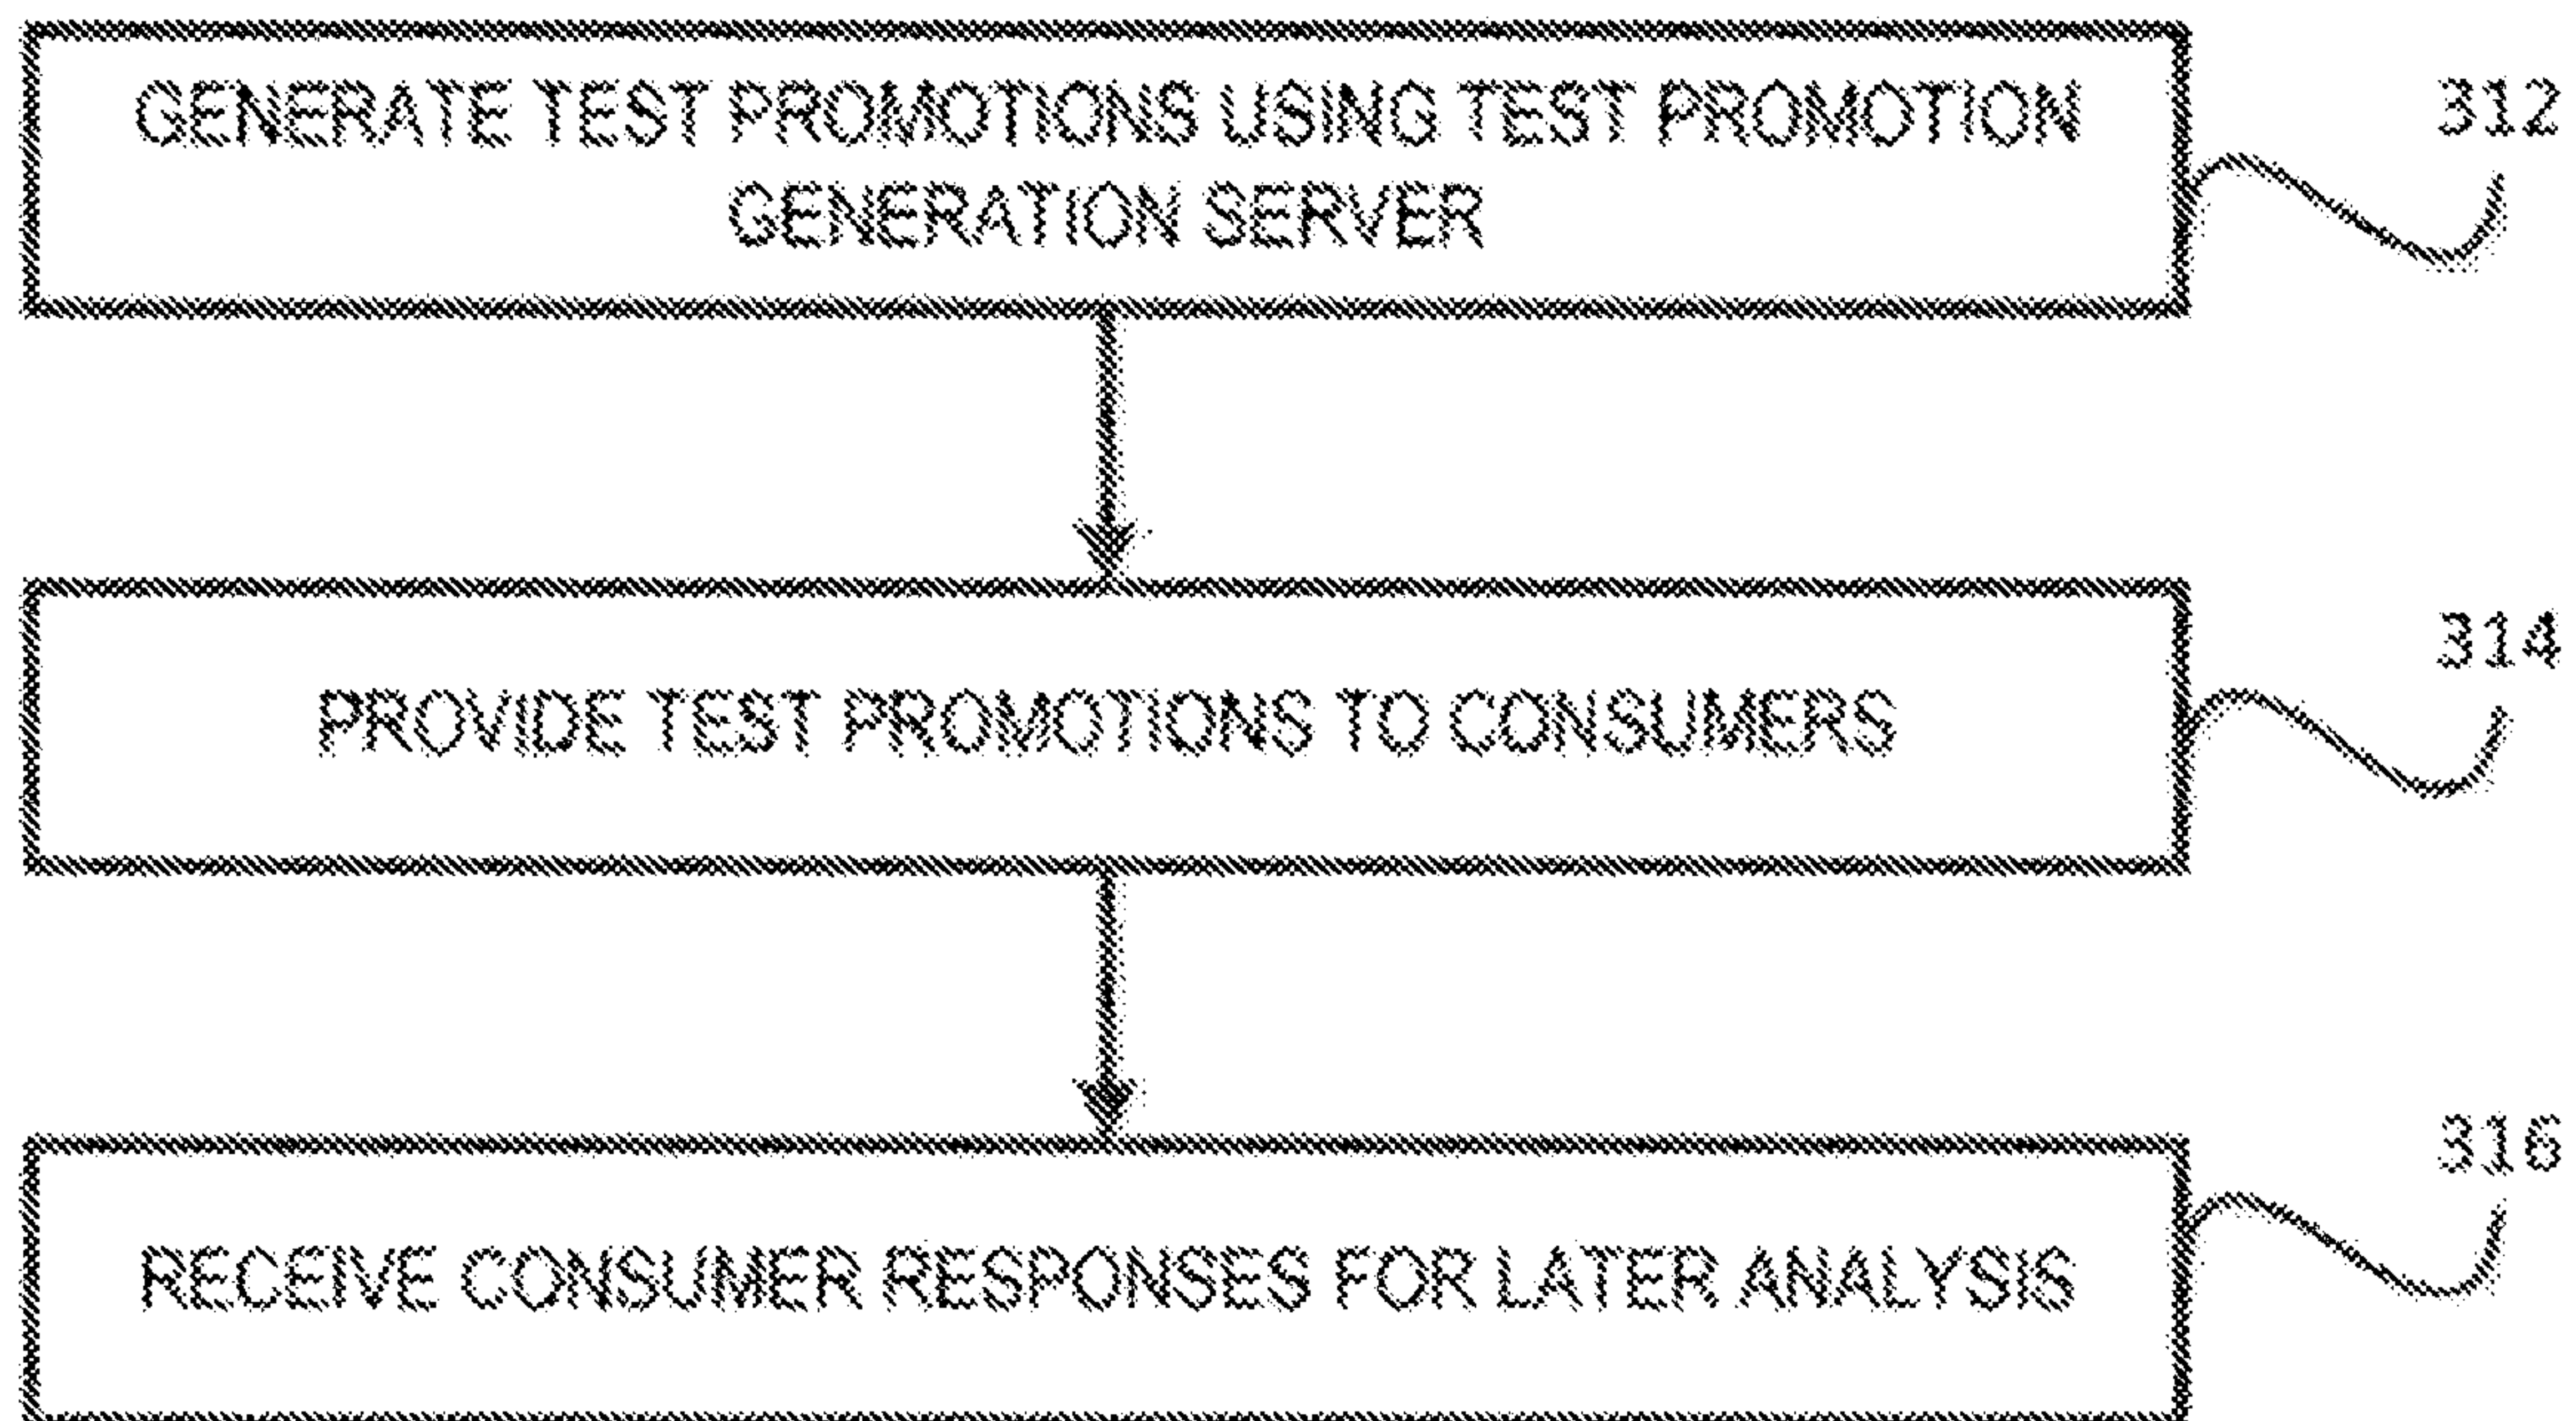 GENERATE TEST PROMOTIONS USING TEST PROMOTION
GENERATION SERVER
312
PROVIDE TEST PROMOTIONS TO CONSUMERS
314
RECEIVE CONSUMER RESPONSES FOR LATER ANALYSIS
316